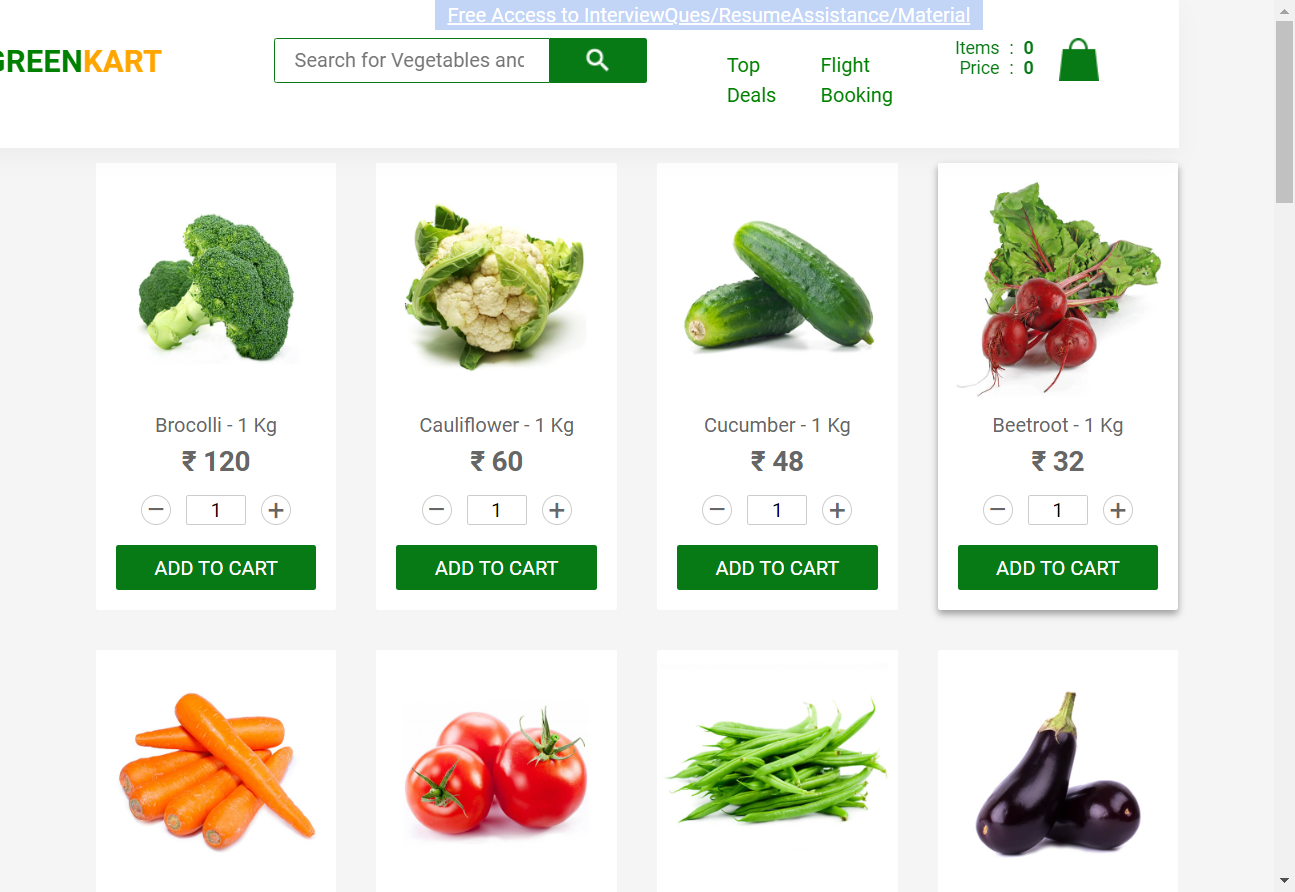 Free Access to InterviewQues/ResumeAssistance/Material
GREENKART
Search for Vegetables and
Top Deals
Flight Booking
Items : 0
Price : 0
Brocolli - 1 Kg
₹ 120
− 1 +
ADD TO CART
Cauliflower - 1 Kg
₹ 60
− 1 +
ADD TO CART
Cucumber - 1 Kg
₹ 48
− 1 +
ADD TO CART
Beetroot - 1 Kg
₹ 32
− 1 +
ADD TO CART